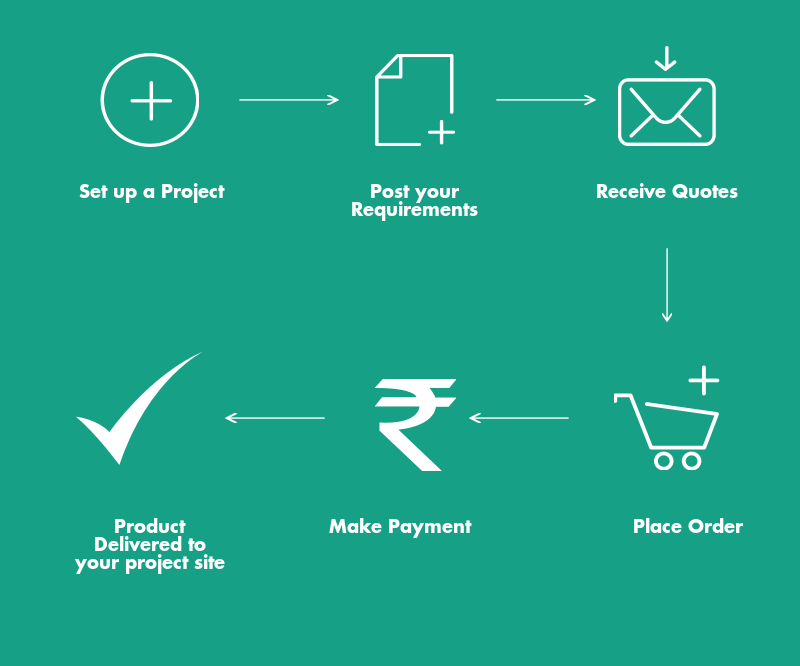 Set up a Project
Post your
Requirements
Receive Quotes
Product
Delivered to
your project site
Make Payment
Place Order